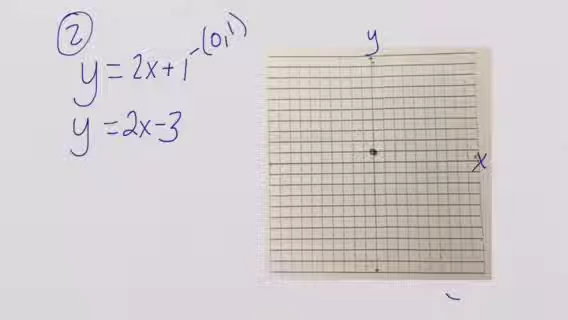 2
y = 2x + 1 - (0,1)
y = 2x - 3
y
x